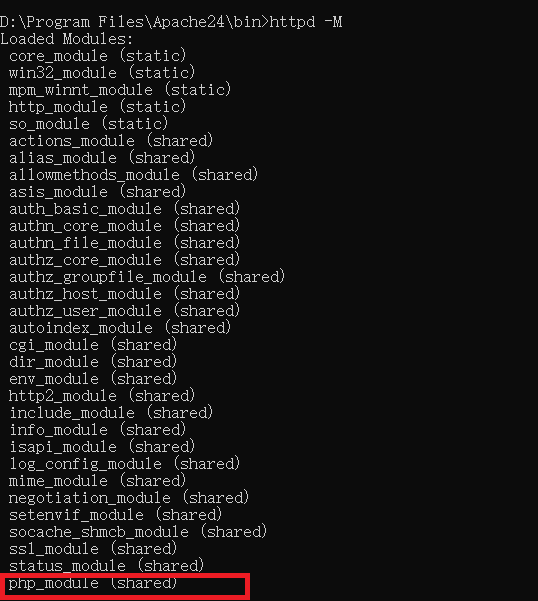 D:\Program Files\Apache24\bin>httpd -M
Loaded Modules:
core_module (static)
win32_module (static)
mpm_winnt_module (static)
http_module (static)
so_module (static)
actions_module (shared)
alias_module (shared)
allowmethods_module (shared)
asis_module (shared)
auth_basic_module (shared)
authn_core_module (shared)
authn_file_module (shared)
authz_core_module (shared)
authz_groupfile_module (shared)
authz_host_module (shared)
authz_user_module (shared)
autoindex_module (shared)
cgi_module (shared)
dir_module (shared)
env_module (shared)
http2_module (shared)
include_module (shared)
info_module (shared)
isapi_module (shared)
log_config_module (shared)
mime_module (shared)
negotiation_module (shared)
setenvif_module (shared)
socache_shmcb_module (shared)
ssl_module (shared)
status_module (shared)
php_module (shared)